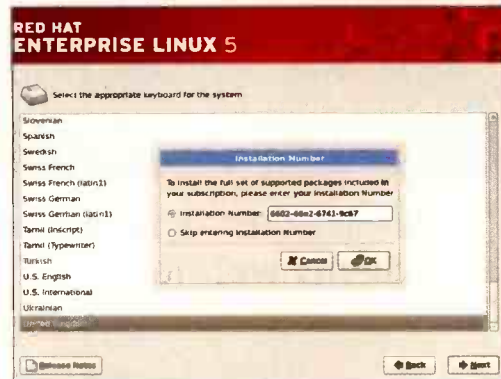 RED HAT
ENTERPRISE LINUX 5
Select the appropriate keyboard for the system
Slovenian
Spanish
Swedish
Swiss French
Swiss French (latin1)
Swiss German
Swiss German (latin1)
Tamil (Inscript)
Tamil (Typewriter)
Turkish
U.S. English
U.S. International
Ukrainian
United Kingdom
Installation Number
To install the full set of supported packages included in
your subscription, please enter your Installation Number
Installation Number:
Skip entering Installation Number
Cancel
OK
Release Notes
Back
Next